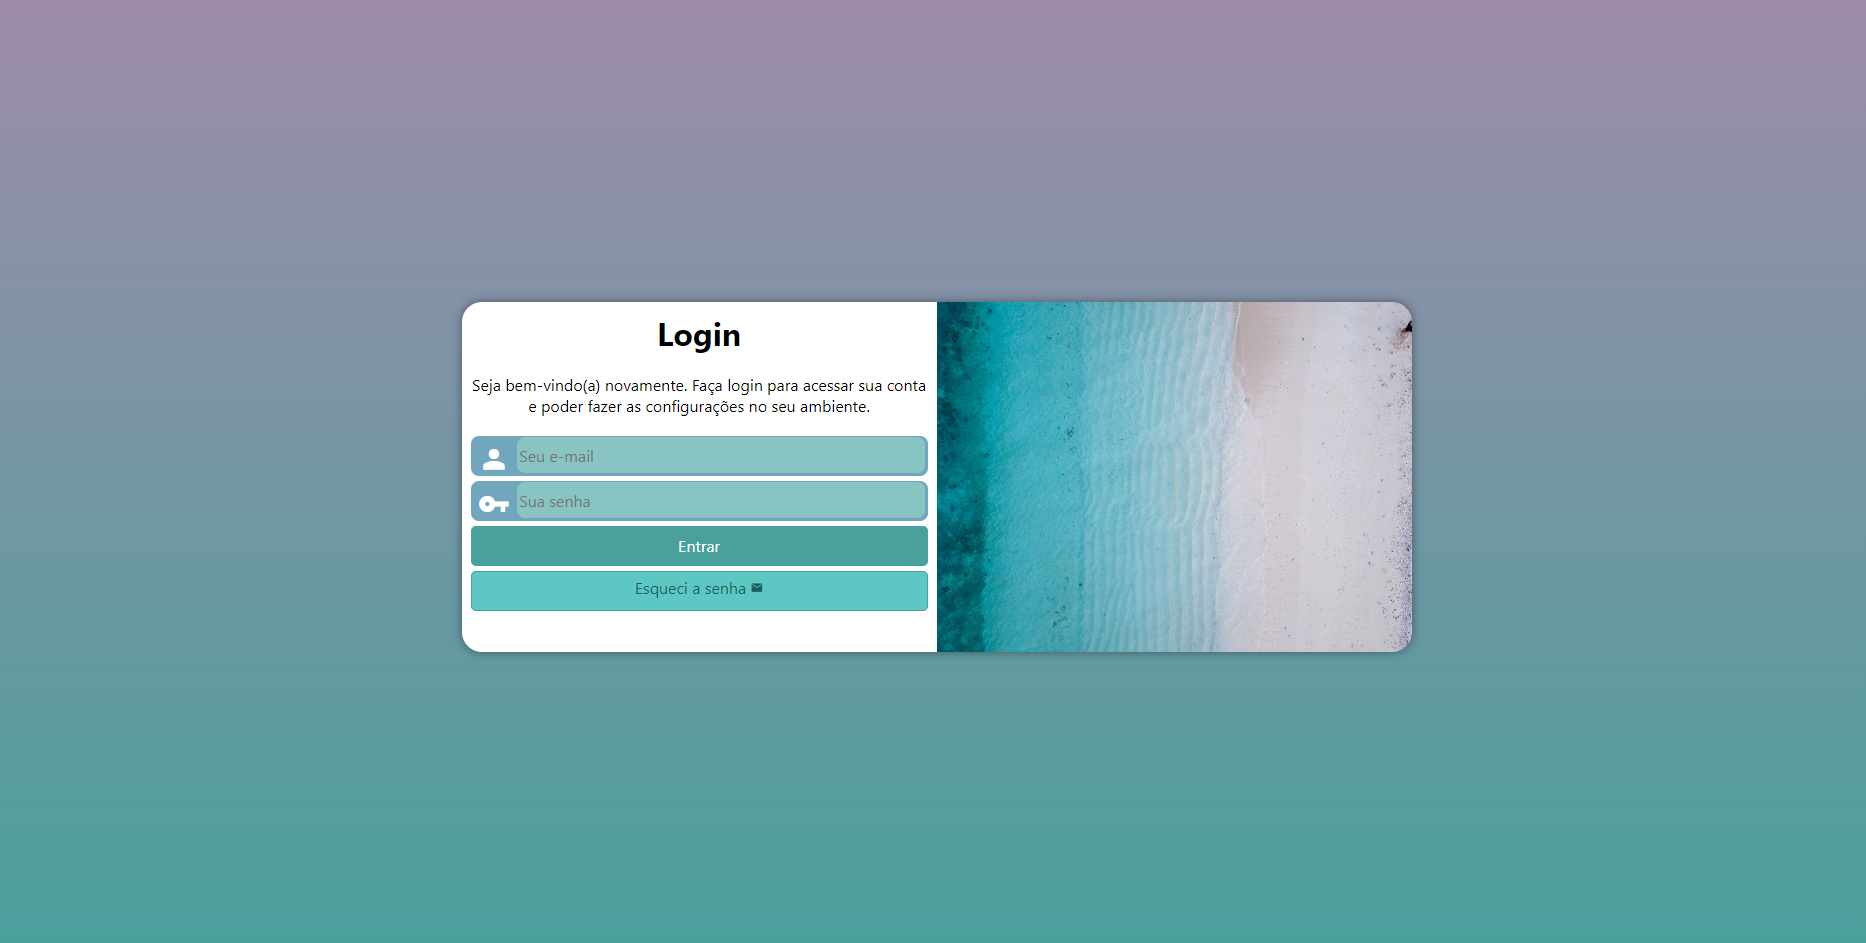 Login
Seja bem-vindo(a) novamente. Faça login para acessar sua conta
e poder fazer as configurações no seu ambiente.
Seu e-mail
Sua senha
Entrar
Esqueci a senha